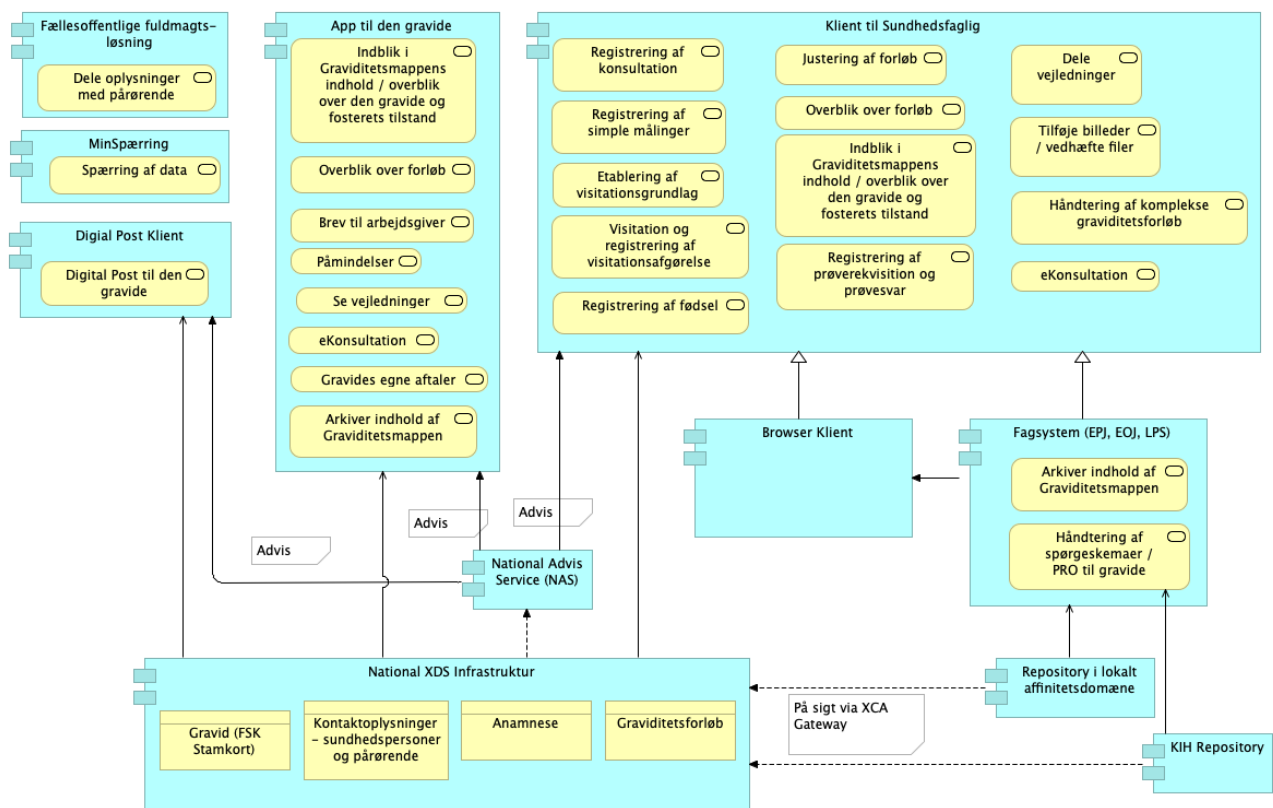 Fællesoffentlige fuldmagts-
løsning
Dele oplysninger
med pårørende
MinSpærring
Spærring af data
Digial Post Klient
Digital Post til den
gravide
App til den gravide
Indblik i
Graviditetsmappens
indhold / overblik
over den gravide og
fosterets tilstand
Overblik over forløb
Brev til arbejdsgiver
Påmindelser
Se vejledninger
eKonsultation
Gravides egne aftaler
Arkiver indhold af
Graviditetsmappen
Klient til Sundhedsfaglig
Registrering af
konsultation
Registrering af
simple målinger
Etablering af
visitationsgrundlag
Visitation og
registrering af
visitationsafgørelse
Registrering af fødsel
Justering af forløb
Overblik over forløb
Indblik i
Graviditetsmappens
indhold / overblik over
den gravide og
fosterets tilstand
Registrering af
prøverekvisition og
prøvesvar
Dele
vejledninger
Tilføje billeder
/ vedhæfte filer
Håndtering af komplekse
graviditetsforløb
eKonsultation
Browser Klient
Fagsystem (EPJ, EOJ, LPS)
Arkiver indhold af
Graviditetsmappen
Håndtering af
spørgeskemaer /
PRO til gravide
Advis
Advis
Advis
National Advis
Service (NAS)
National XDS Infrastruktur
Gravid (FSK
Stamkort)
Kontaktoplysninger
- sundhedspersoner
og pårørende
Anamnese
Graviditetsforløb
På sigt via XCA
Gateway
Repository i lokalt
affinitetsdomæne
KIH Repository